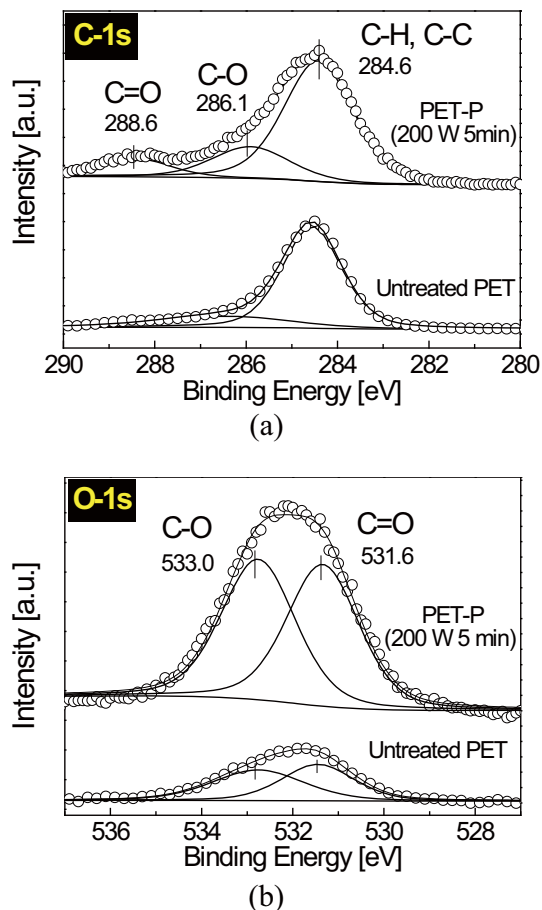 C-1s
C-H, C-C
284.6
C-O
286.1
C=O
288.6
PET-P
(200 W 5min)
Untreated PET
Intensity [a.u.]
290 288 286 284 282 280
Binding Energy [eV]
(a)
O-1s
C-O
533.0
C=O
531.6
PET-P
(200 W 5 min)
Untreated PET
Intensity [a.u.]
536 534 532 530 528
Binding Energy [eV]
(b)